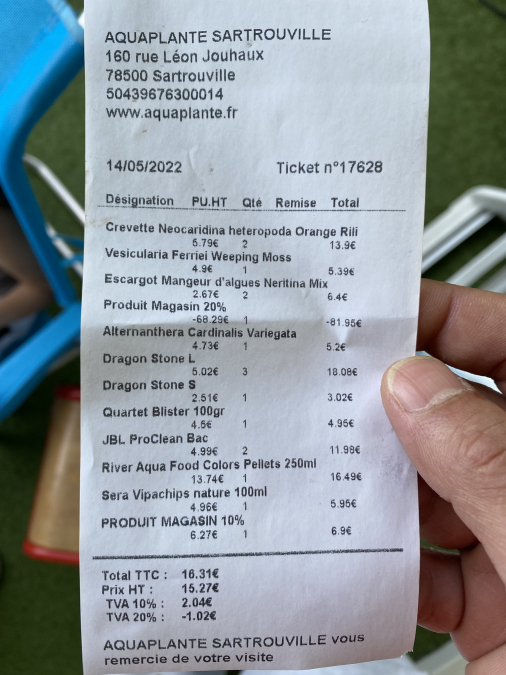 AQUAPLANTE SARTROUVILLE
160 rue Léon Jouhaux
78500 Sartrouville
50439676300014
www.aquaplante.fr
14/05/2022 Ticket n°17628
Désignation PU.HT Qté Remise Total
Crevette Neocaridina heteropoda Orange Rili
5.79€ 2 13.9€
Vesicularia Ferriei Weeping Moss
4.9€ 1 5.39€
Escargot Mangeur d'algues Neritina Mix
2.67€ 2 6.4€
Produit Magasin 20%
-68.29€ 1 -81.95€
Alternanthera Cardinalis Variegata
4.73€ 1 5.2€
Dragon Stone L
5.02€ 3 18.08€
Dragon Stone S
2.51€ 1 3.02€
Quartet Blister 100gr
4.5€ 1 4.95€
JBL ProClean Bac
4.99€ 2 11.98€
River Aqua Food Colors Pellets 250ml
13.74€ 1 16.49€
Sera Vipachips nature 100ml
4.96€ 1 5.95€
PRODUIT MAGASIN 10%
6.27€ 1 6.9€
Total TTC : 16.31€
Prix HT : 15.27€
TVA 10% : 2.04€
TVA 20% : -1.02€
AQUAPLANTE SARTROUVILLE vous
remercie de votre visite